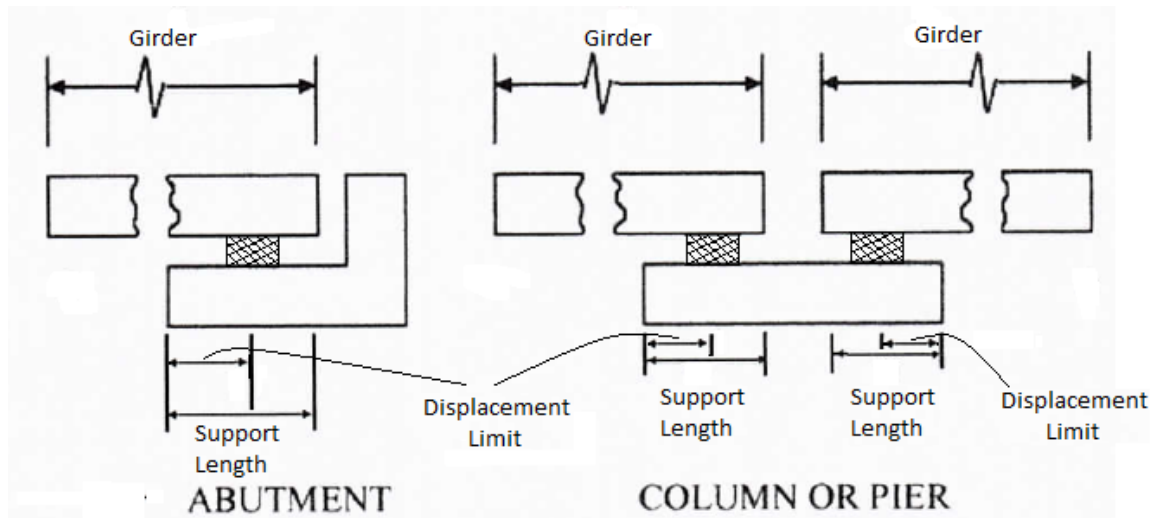 Girder
Girder
Girder
Support
Length
Displacement
Limit
Support
Length
Support
Length
Displacement
Limit
ABUTMENT
COLUMN OR PIER